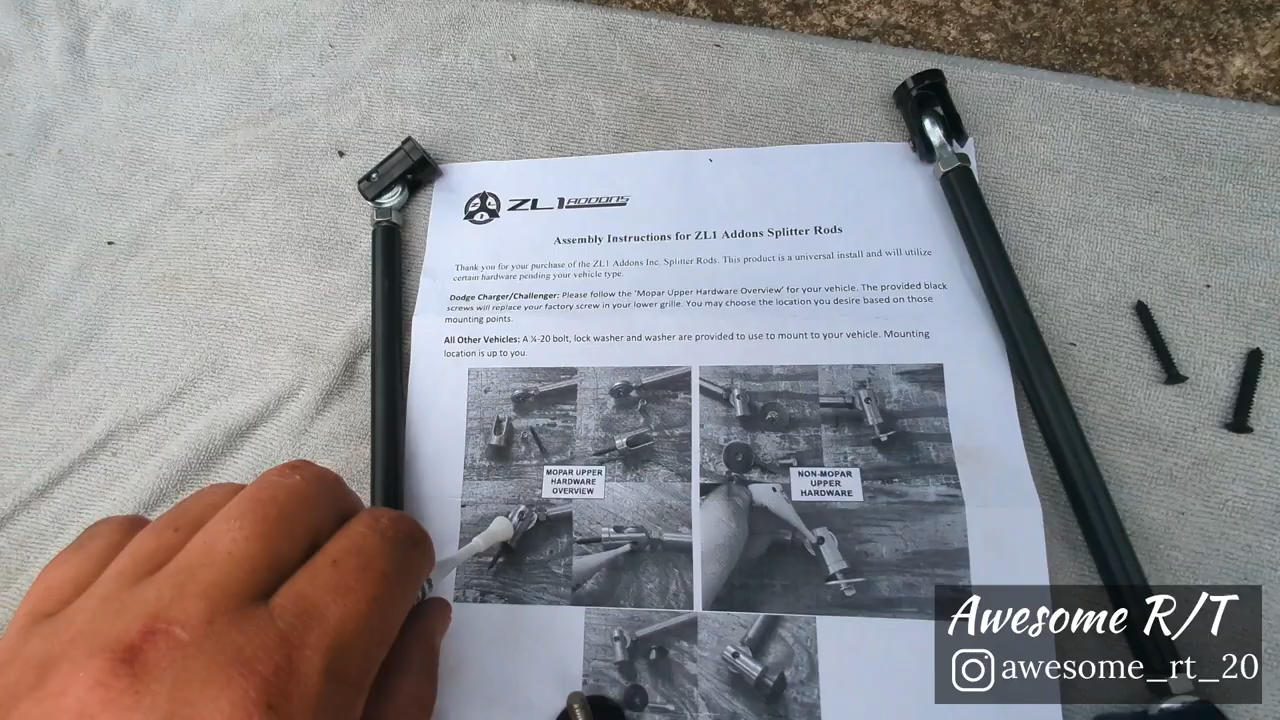 ZL1 ADDONS
Assembly Instructions for ZL1 Addons Splitter Rods
Thank you for your purchase of the ZL1 Addons Inc. Splitter Rods. This product is a universal install and will utilize
certain hardware pending your vehicle type.
Dodge Charger/Challenger: Please follow the 'Mopar Upper Hardware Overview' for your vehicle. The provided black
screws will replace your factory screw in your lower grille. You may choose the location you desire based on those
mounting points.
All Other Vehicles: A ¼-20 bolt, lock washer and washer are provided to use to mount to your vehicle. Mounting
location is up to you.
MOPAR UPPER
HARDWARE
OVERVIEW
NON-MOPAR
UPPER
HARDWARE
Awesome R/T
awesome_rt_20